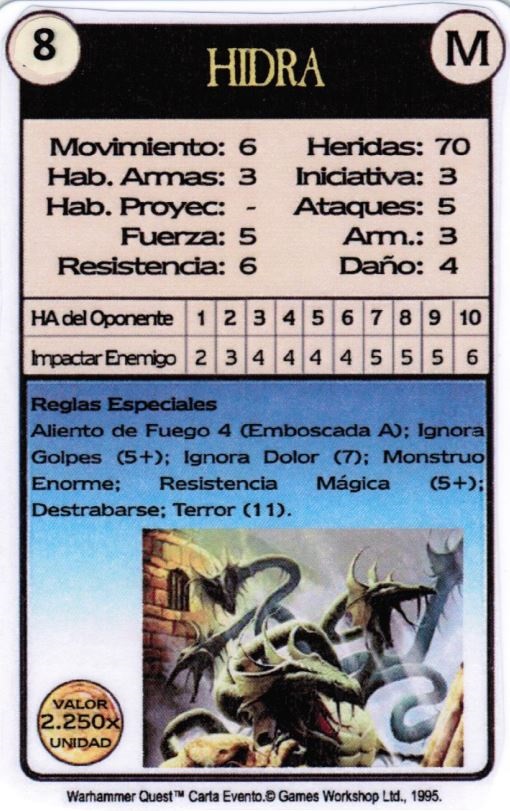 8
HIDRA
M
Movimiento: 6 Heridas: 70
Hab. Armas: 3 Iniciativa: 3
Hab. Proyec: - Ataques: 5
Fuerza: 5 Arm.: 3
Resistencia: 6 Daño: 4
HA del Oponente 1 2 3 4 5 6 7 8 9 10
Impactar Enemigo 2 3 4 4 4 4 5 5 5 6
Reglas Especiales
Aliento de Fuego 4 (Emboscada A); Ignora
Golpes (5+); Ignora Dolor (7); Monstruo
Enorme; Resistencia Mágica (5+);
Destrabarse; Terror (11).
VALOR
2.250x
UNIDAD
Warhammer Quest™ Carta Evento.© Games Workshop Ltd., 1995.